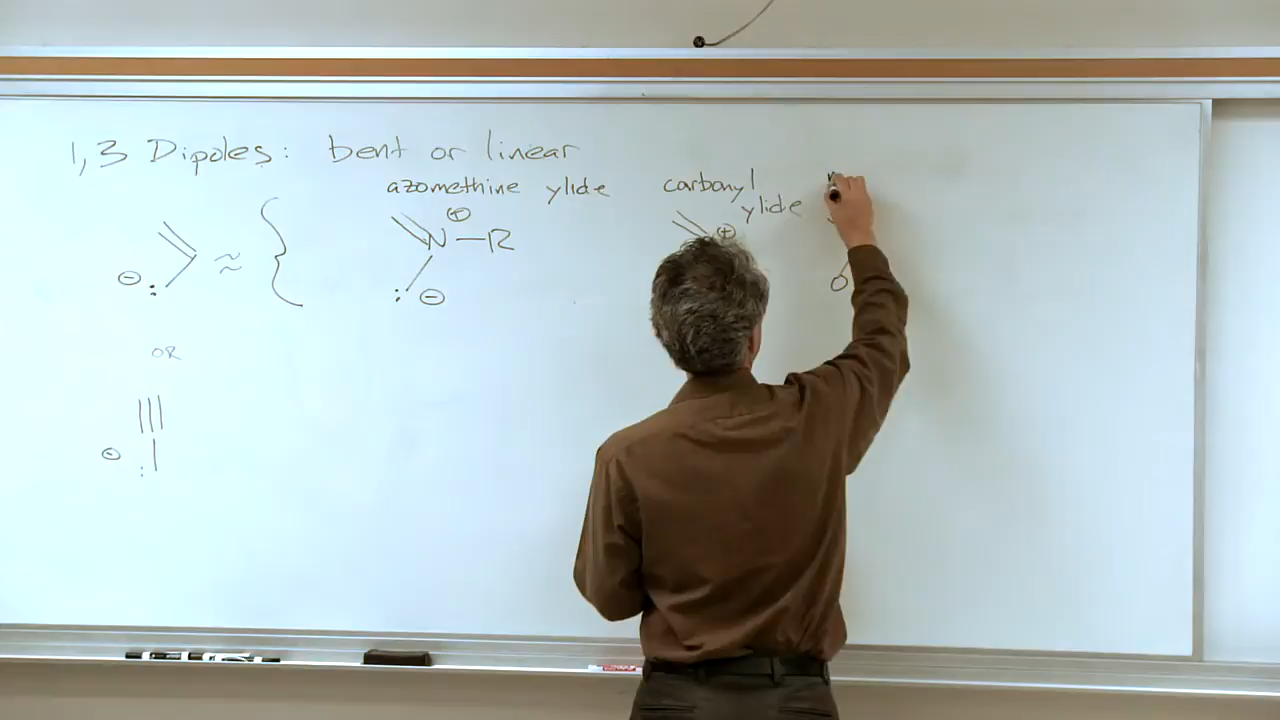 1,3 Dipoles: bent or linear
azomethine ylide
carbonyl
ylide
⊕
N—R
⊕
⊖ :
≈
: ⊖
O
OR
⊖ :